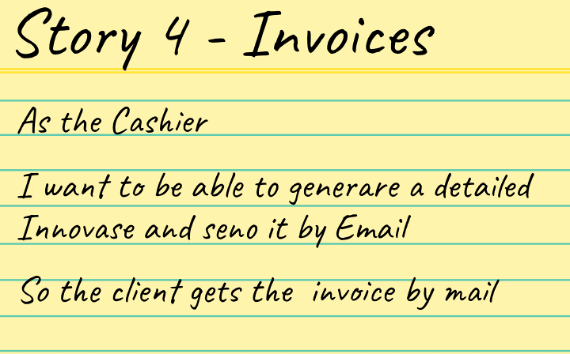 Story 4 - Invoices
As the Cashier
I want to be able to generare a detailed
Innovase and seno it by Email
So the client gets the invoice by mail